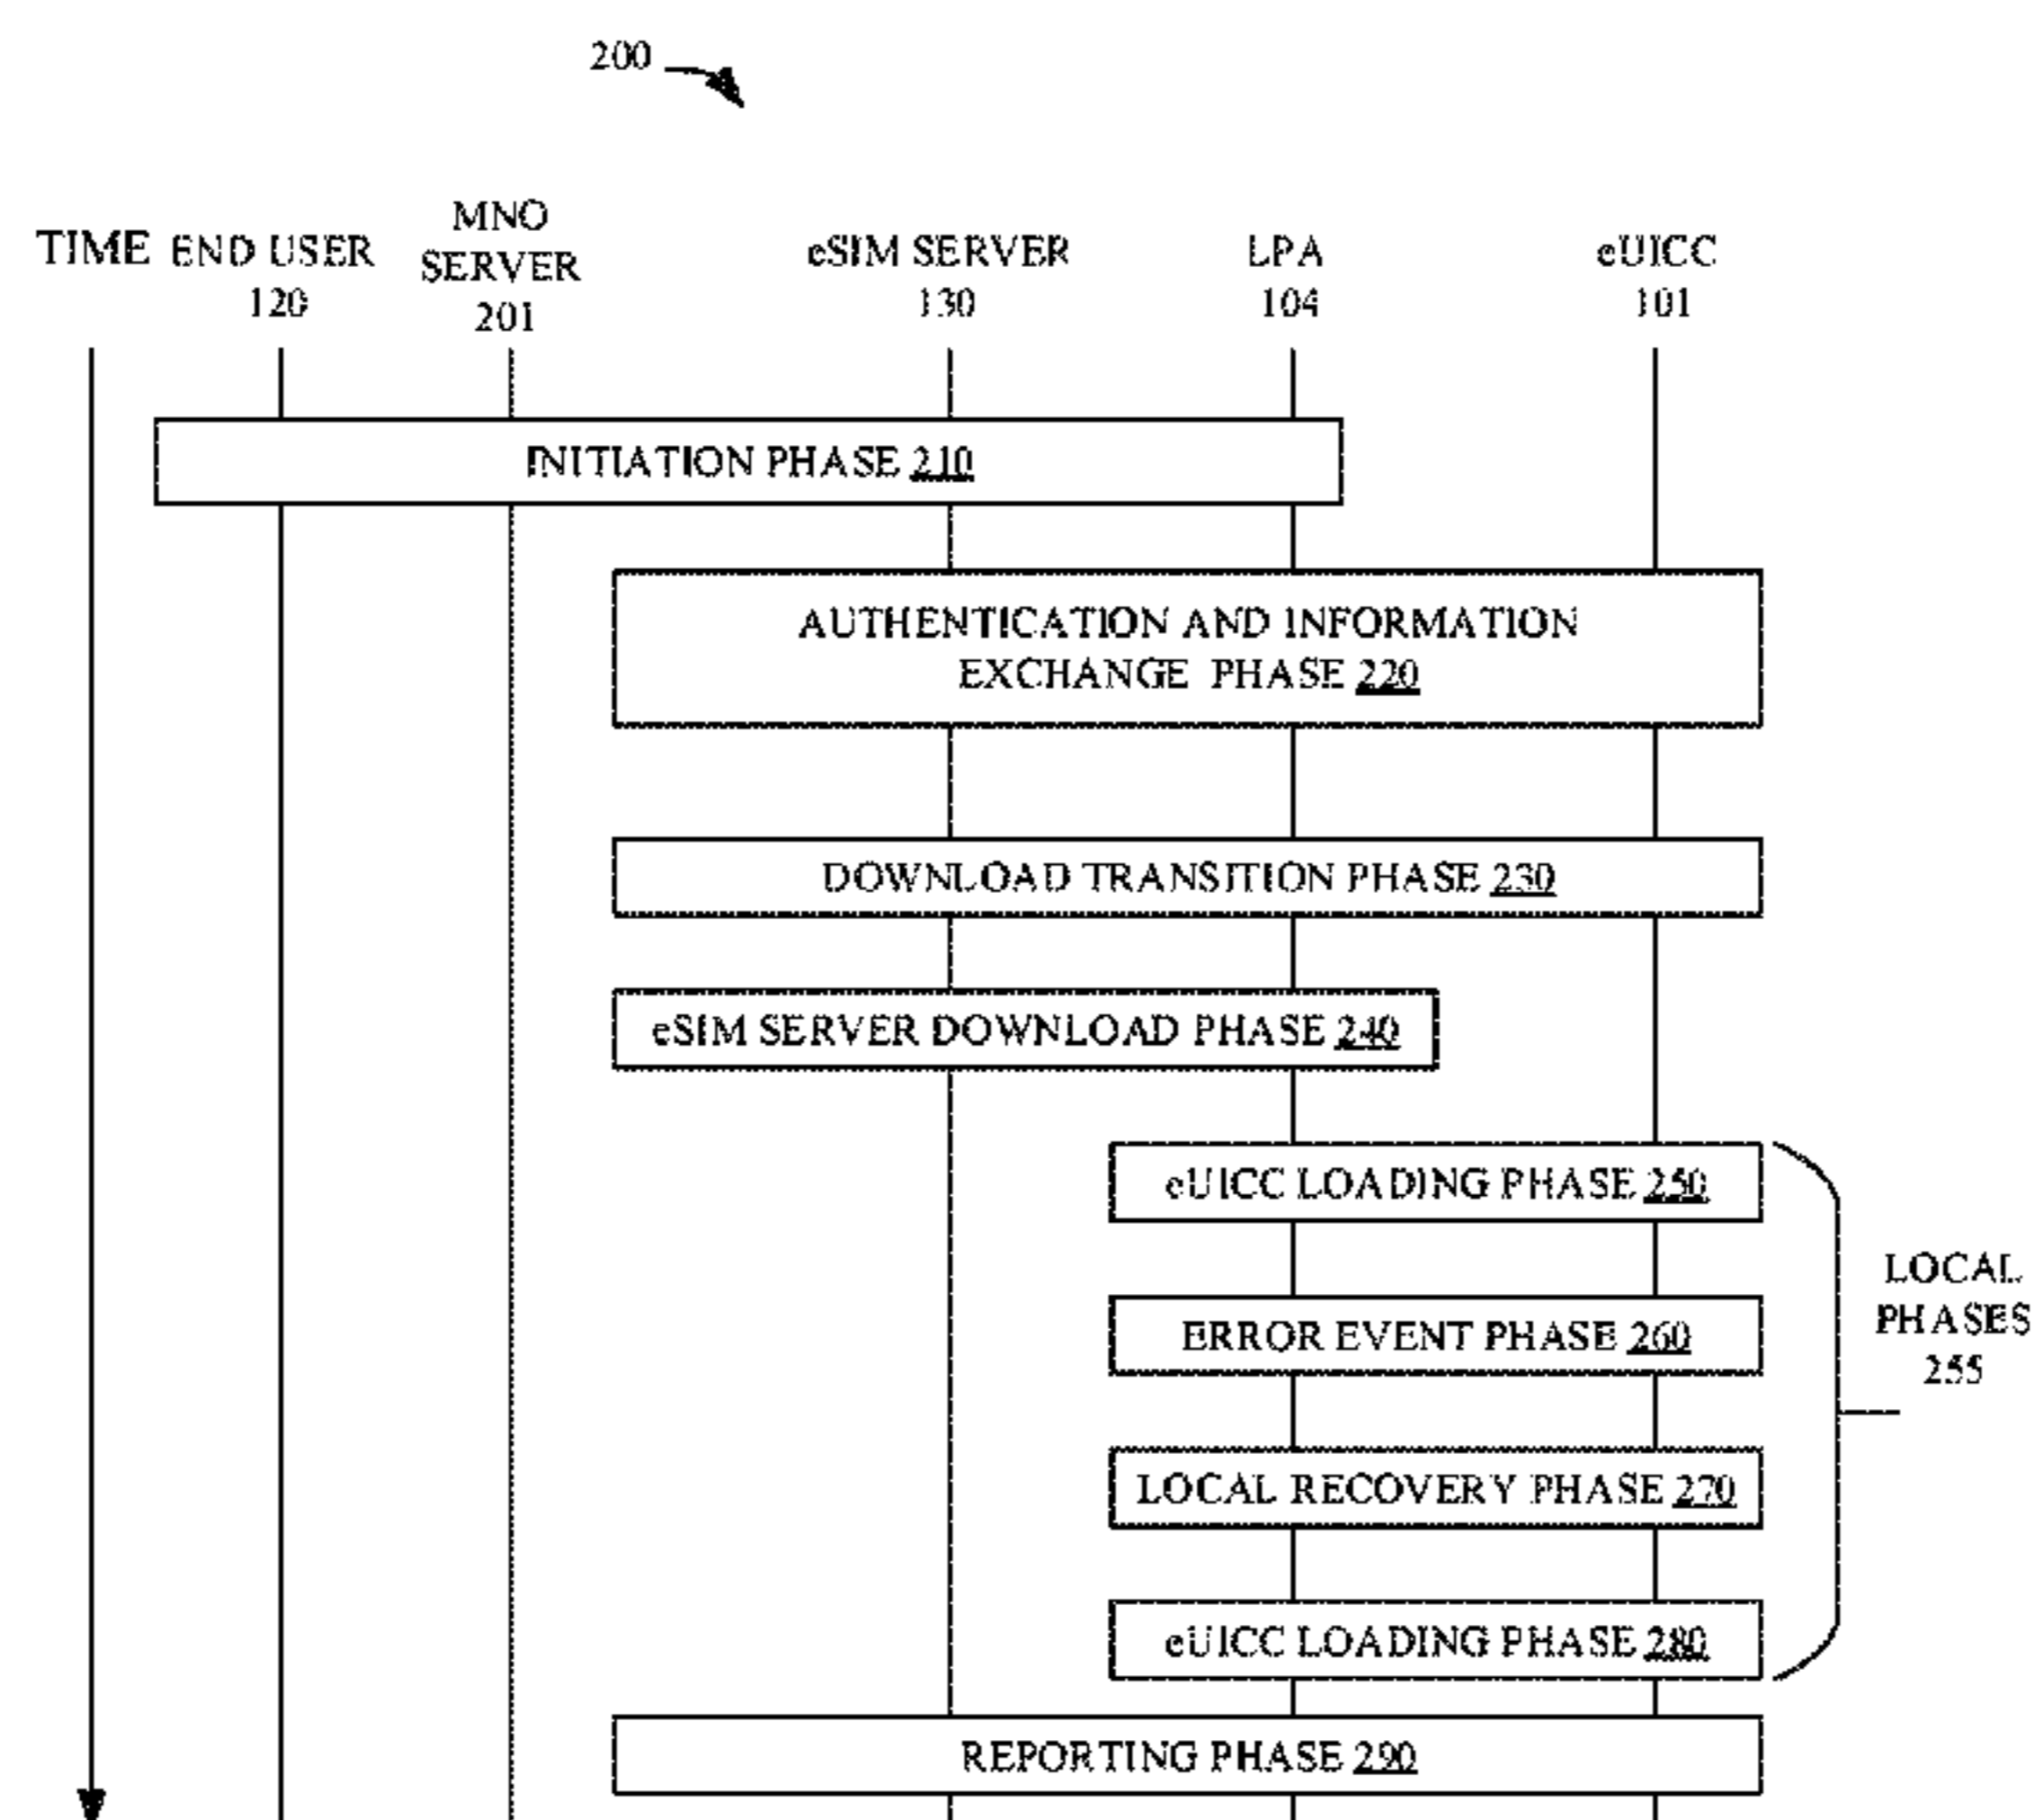 200
TIME
END USER
120
MNO
SERVER
201
eSIM SERVER
130
LPA
104
eUICC
101
INITIATION PHASE 210
AUTHENTICATION AND INFORMATION
EXCHANGE PHASE 220
DOWNLOAD TRANSITION PHASE 230
eSIM SERVER DOWNLOAD PHASE 240
eUICC LOADING PHASE 250
ERROR EVENT PHASE 260
LOCAL RECOVERY PHASE 270
eUICC LOADING PHASE 280
LOCAL
PHASES
255
REPORTING PHASE 290